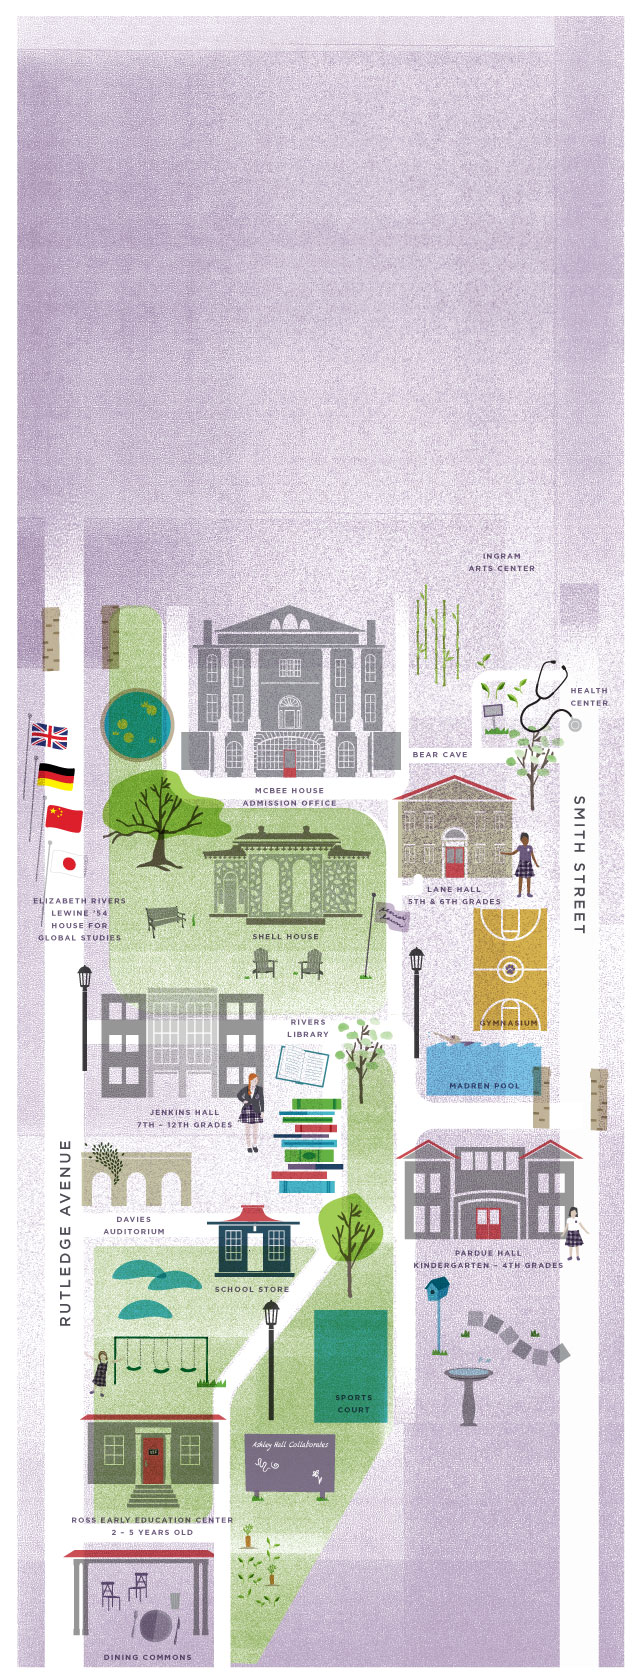 INGRAM
ARTS CENTER
HEALTH
CENTER
BEAR CAVE
MCBEE HOUSE
ADMISSION OFFICE
SMITH STREET
LANE HALL
5TH & 6TH GRADES
ELIZABETH RIVERS
LEWINE '54
HOUSE FOR
GLOBAL STUDIES
SHELL HOUSE
GYMNASIUM
RIVERS
LIBRARY
MADREN POOL
JENKINS HALL
7TH – 12TH GRADES
RUTLEDGE AVENUE
DAVIES
AUDITORIUM
PARDUE HALL
KINDERGARTEN – 4TH GRADES
SCHOOL STORE
SPORTS
COURT
Ashley Hall Collaborates
ROSS EARLY EDUCATION CENTER
2 – 5 YEARS OLD
DINING COMMONS